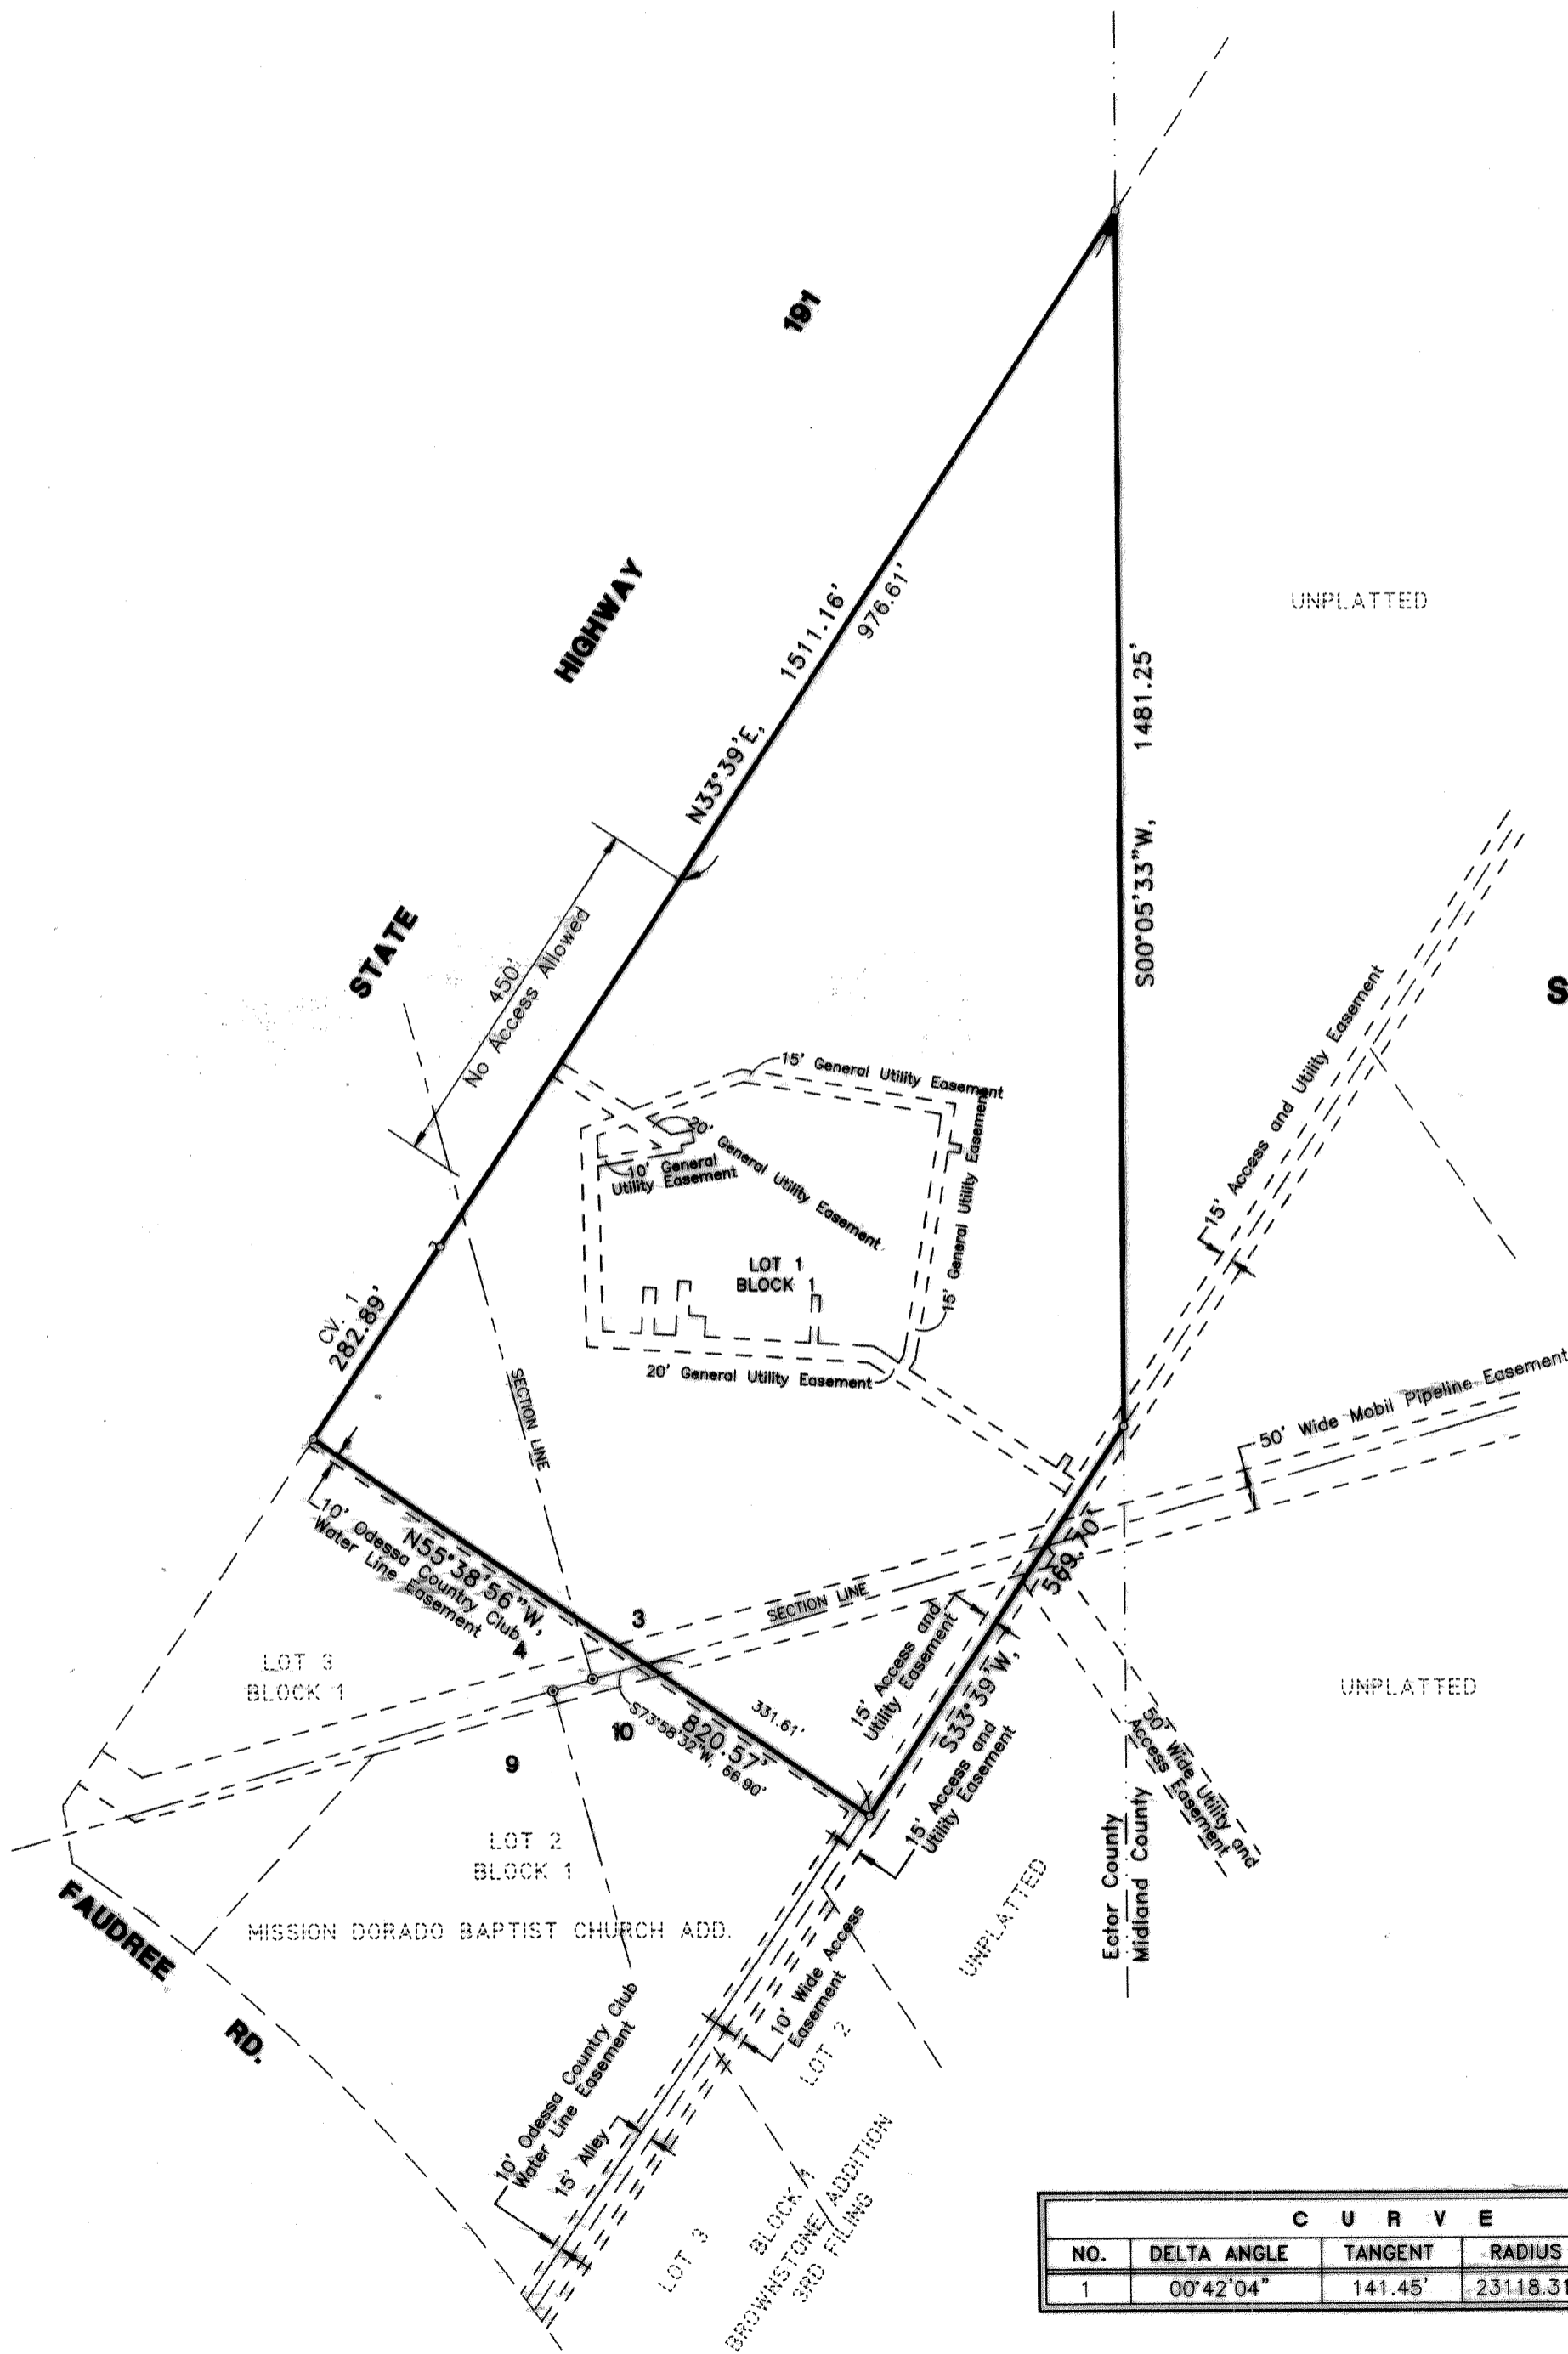 191
HIGHWAY
STATE
UNPLATTED
1511.16'
976.61'
N33°39'E,
1481.25'
S00°05'33"W,
450'
No Access Allowed
S
15' General Utility Easement
20' General Utility Easement
10' General
Utility Easement
15' General Utility Easement
LOT 1
BLOCK 1
20' General Utility Easement
15' Access and Utility Easement
CV. 1
282.89'
SECTION LINE
50' Wide Mobil Pipeline Easement
10' Odessa Country Club
Water Line Easement
N55°38'56"W,
820.57'
331.61'
S73°58'32"W, 66.90'
3
4
9
10
SECTION LINE
569.70'
S33°39'W,
15' Access and
Utility Easement
15' Access and
Utility Easement
50' Wide Utility and
Access Easement
LOT 3
BLOCK 1
LOT 2
BLOCK 1
MISSION DORADO BAPTIST CHURCH ADD.
UNPLATTED
UNPLATTED
Ector County
Midland County
FAUDREE
RD.
10' Wide Access
Easement
10' Odessa Country Club
Water Line Easement
15' Alley
LOT 2
LOT 3
BLOCK 1
BROWNSTONE ADDITION
3RD FILING
C U R V E
NO. DELTA ANGLE TANGENT RADIUS
1 00°42'04" 141.45' 23118.31